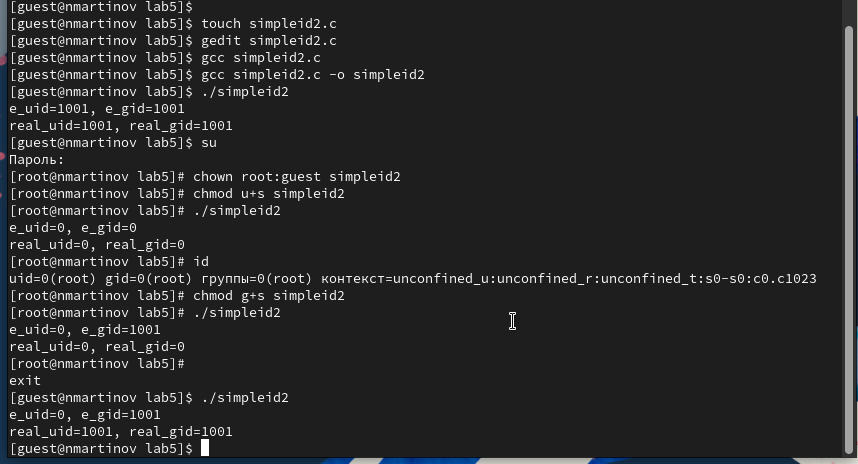 [guest@nmartinov lab5]$
[guest@nmartinov lab5]$ touch simpleid2.c
[guest@nmartinov lab5]$ gedit simpleid2.c
[guest@nmartinov lab5]$ gcc simpleid2.c
[guest@nmartinov lab5]$ gcc simpleid2.c -o simpleid2
[guest@nmartinov lab5]$ ./simpleid2
e_uid=1001, e_gid=1001
real_uid=1001, real_gid=1001
[guest@nmartinov lab5]$ su
Пароль:
[root@nmartinov lab5]# chown root:guest simpleid2
[root@nmartinov lab5]# chmod u+s simpleid2
[root@nmartinov lab5]# ./simpleid2
e_uid=0, e_gid=0
real_uid=0, real_gid=0
[root@nmartinov lab5]# id
uid=0(root) gid=0(root) группы=0(root) контекст=unconfined_u:unconfined_r:unconfined_t:s0-s0:c0.c1023
[root@nmartinov lab5]# chmod g+s simpleid2
[root@nmartinov lab5]# ./simpleid2
e_uid=0, e_gid=1001
real_uid=0, real_gid=0
[root@nmartinov lab5]#
exit
[guest@nmartinov lab5]$ ./simpleid2
e_uid=0, e_gid=1001
real_uid=1001, real_gid=1001
[guest@nmartinov lab5]$